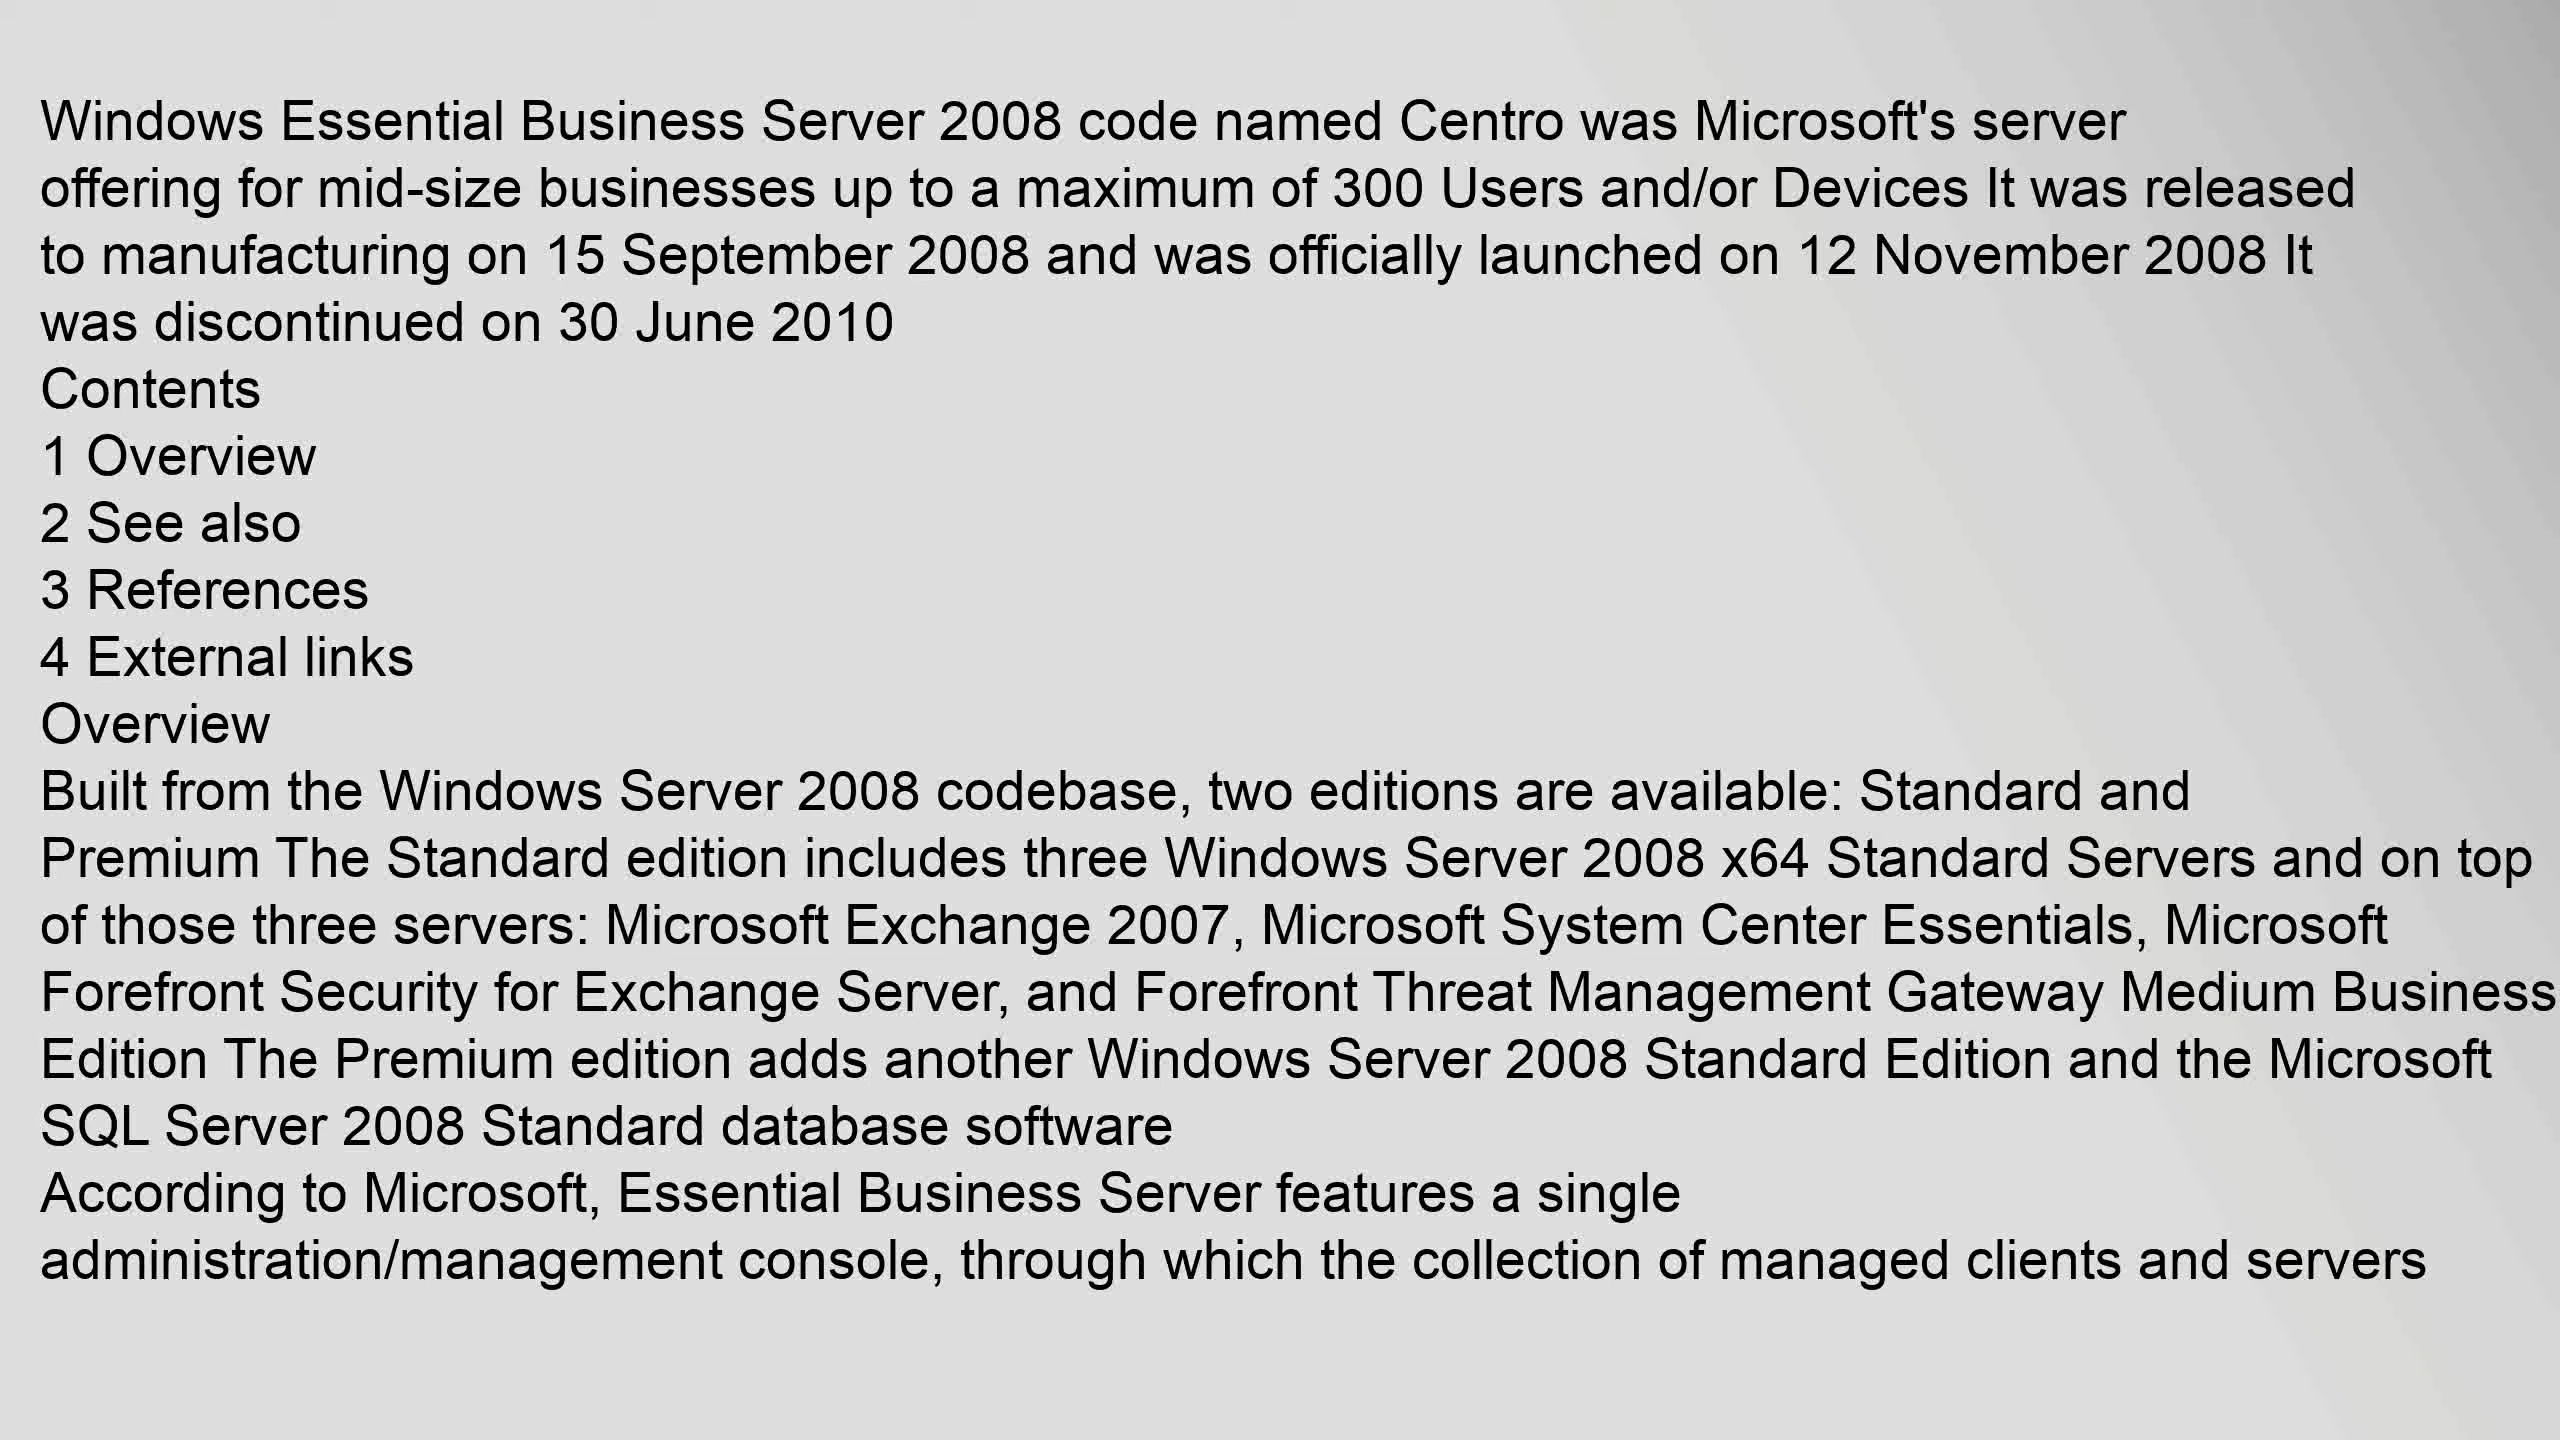 Windows Essential Business Server 2008 code named Centro was Microsoft's server
offering for mid-size businesses up to a maximum of 300 Users and/or Devices It was released
to manufacturing on 15 September 2008 and was officially launched on 12 November 2008 It
was discontinued on 30 June 2010
Contents
1 Overview
2 See also
3 References
4 External links
Overview
Built from the Windows Server 2008 codebase, two editions are available: Standard and
Premium The Standard edition includes three Windows Server 2008 x64 Standard Servers and on top
of those three servers: Microsoft Exchange 2007, Microsoft System Center Essentials, Microsoft
Forefront Security for Exchange Server, and Forefront Threat Management Gateway Medium Business
Edition The Premium edition adds another Windows Server 2008 Standard Edition and the Microsoft
SQL Server 2008 Standard database software
According to Microsoft, Essential Business Server features a single
administration/management console, through which the collection of managed clients and servers